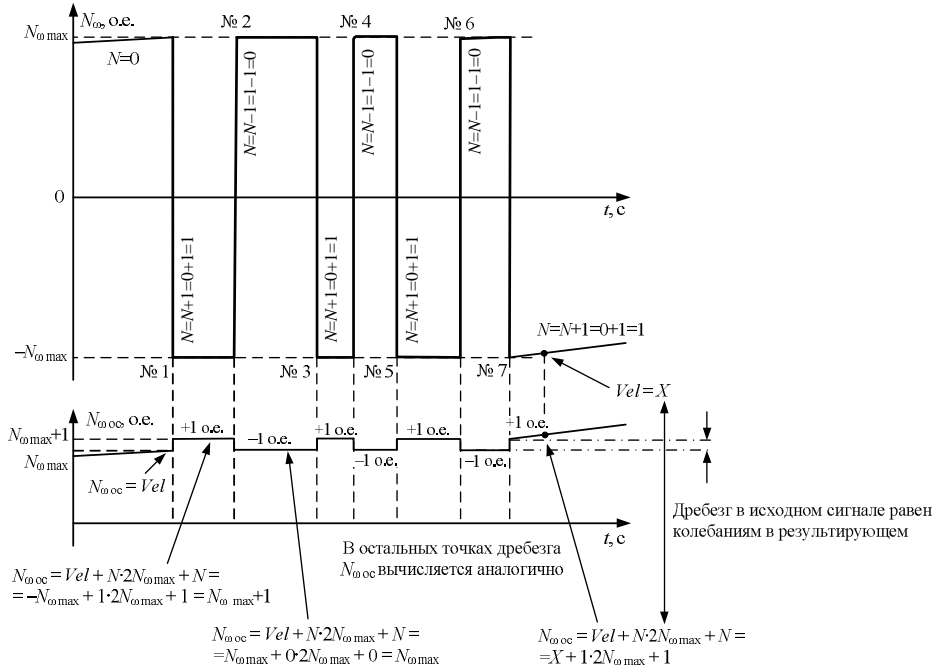 N_ω, о.е.
№ 2
№ 4
№ 6
N_ω max
N=0
N=N−1=1−1=0
N=N−1=1−1=0
N=N−1=1−1=0
0
t, с
N=N+1=0+1=1
N=N+1=0+1=1
N=N+1=0+1=1
N=N+1=0+1=1
−N_ω max
№ 1
№ 3
№5
№ 7
Vel = X
N_ω ос, о.е.
+1 о.е.
−1 о.е.
+1 о.е.
−1 о.е.
+1 о.е.
−1 о.е.
+1 о.е.
N_ω max+1
N_ω max
N_ω ос = Vel
t, с
Дребезг в исходном сигнале равен
колебаниям в результирующем
В остальных точках дребезга
N_ω ос вычисляется аналогично
N_ω ос = Vel + N·2N_ω max + N =
= −N_ω max + 1·2N_ω max + 1 = N_ω max+1
N_ω ос = Vel + N·2N_ω max + N =
=N_ω max + 0·2N_ω max + 0 = N_ω max
N_ω ос = Vel + N·2N_ω max + N =
=X + 1·2N_ω max + 1